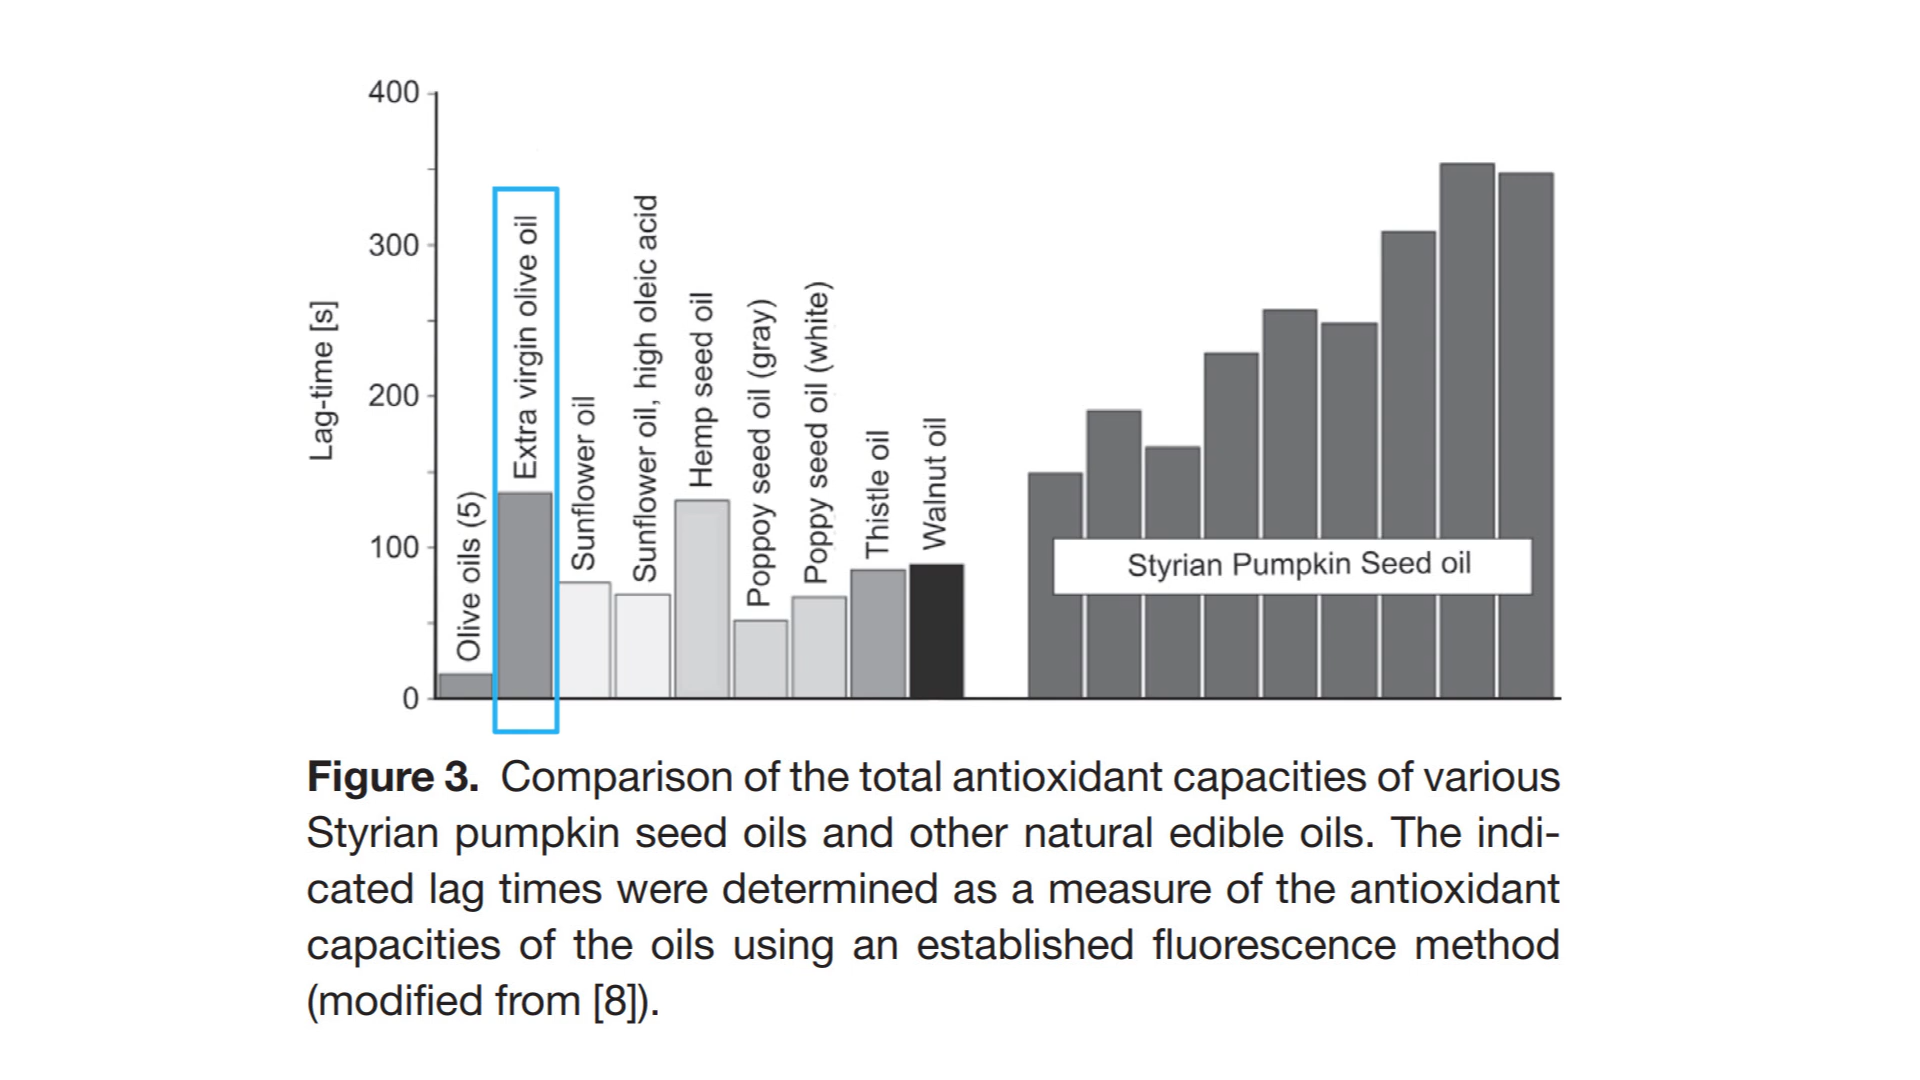 400
300
200
100
0
Lag-time [s]
Olive oils (5)
Extra virgin olive oil
Sunflower oil
Sunflower oil, high oleic acid
Hemp seed oil
Poppoy seed oil (gray)
Poppy seed oil (white)
Thistle oil
Walnut oil
Styrian Pumpkin Seed oil
Figure 3. Comparison of the total antioxidant capacities of various
Styrian pumpkin seed oils and other natural edible oils. The indi-
cated lag times were determined as a measure of the antioxidant
capacities of the oils using an established fluorescence method
(modified from [8]).